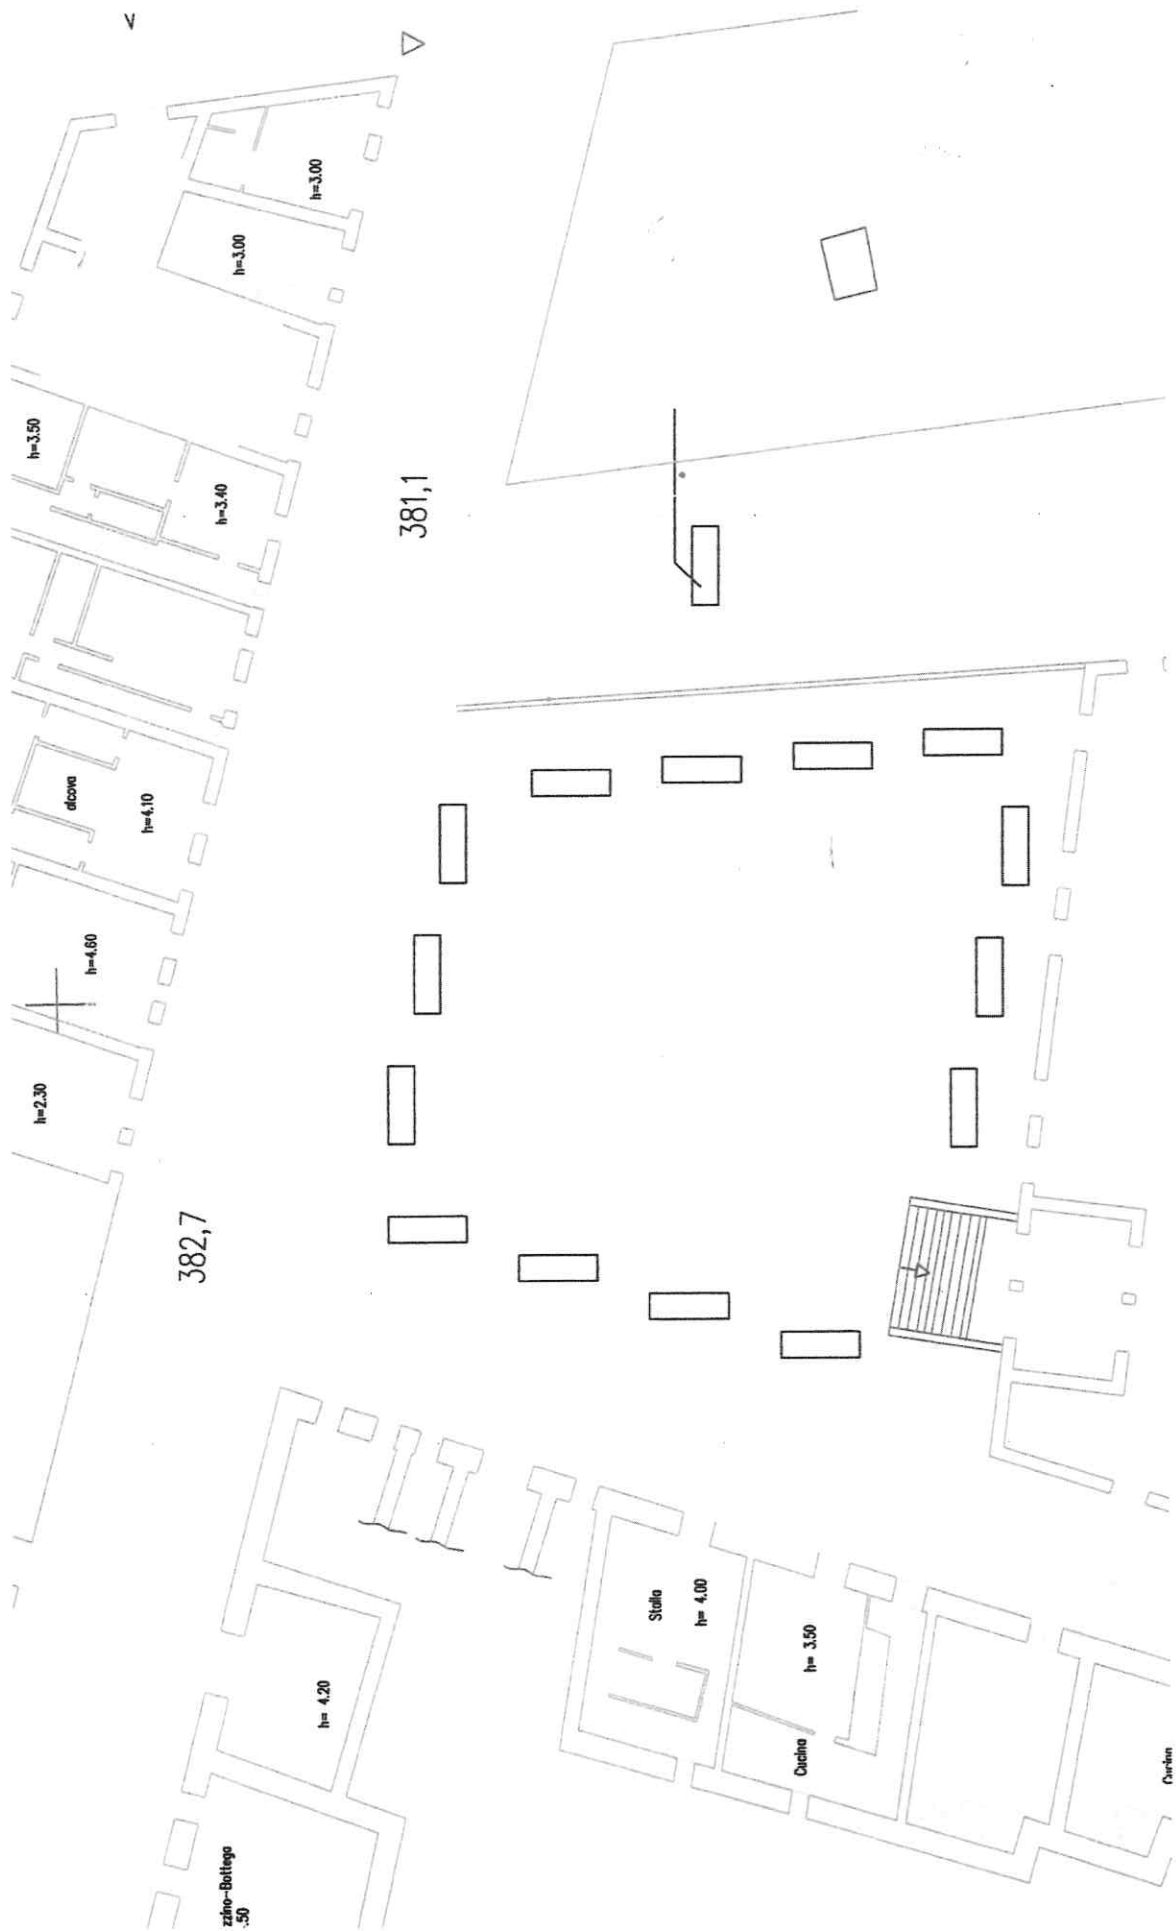 h=3.00
h=3.00
h=3.50
h=3.40
381,1
alcova
h=4.10
h=4.60
h=2.30
382,7
Stalla
h= 4.00
h= 3.50
h= 4.20
Cucina
Cucina
zzino-Bottega
.50